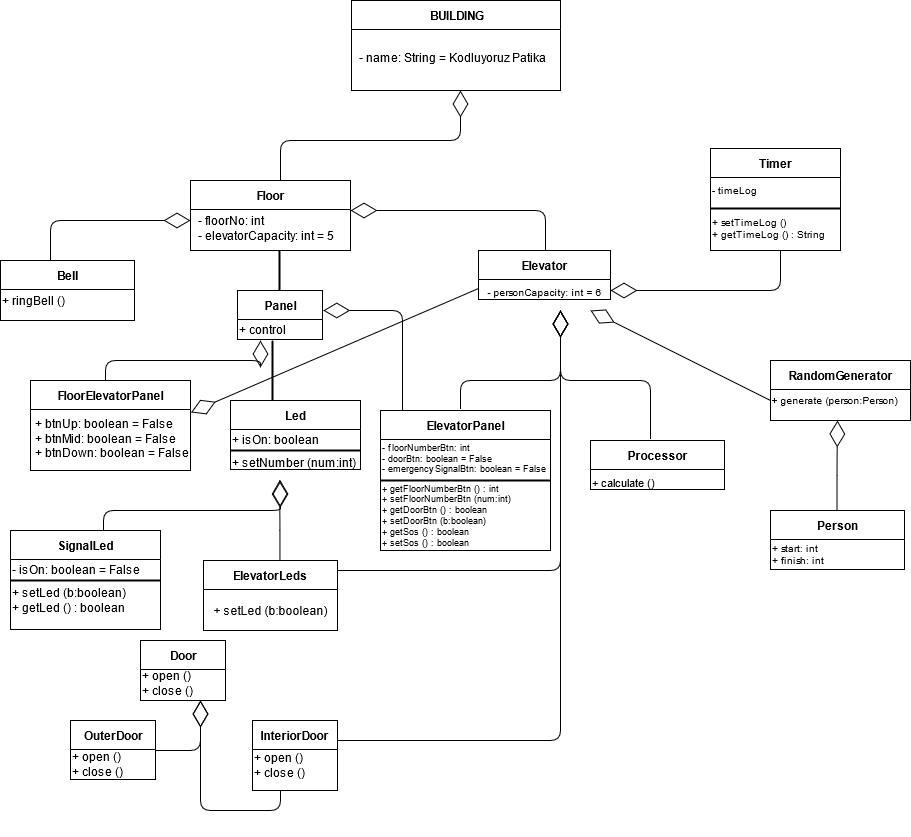 BUILDING
- name: String = Kodluyoruz Patika
Timer
- timeLog
+ setTimeLog ()
+ getTimeLog () : String
Floor
- floorNo: int
- elevatorCapacity: int = 5
Bell
+ ringBell ()
Elevator
- personCapacity: int = 6
Panel
+ control
FloorElevatorPanel
+ btnUp: boolean = False
+ btnMid: boolean = False
+ btnDown: boolean = False
Led
+ isOn: boolean
+ setNumber (num:int)
ElevatorPanel
- floorNumberBtn: int
- doorBtn: boolean = False
- emergencySignalBtn: boolean = False
+ getFloorNumberBtn () : int
+ setFloorNumberBtn (num:int)
+ getDoorBtn () : boolean
+ setDoorBtn (b:boolean)
+ getSos () : boolean
+ setSos () : boolean
Processor
+ calculate ()
RandomGenerator
+ generate (person:Person)
Person
+ start: int
+ finish: int
SignalLed
- isOn: boolean = False
+ setLed (b:boolean)
+ getLed () : boolean
ElevatorLeds
+ setLed (b:boolean)
Door
+ open ()
+ close ()
OuterDoor
+ open ()
+ close ()
InteriorDoor
+ open ()
+ close ()